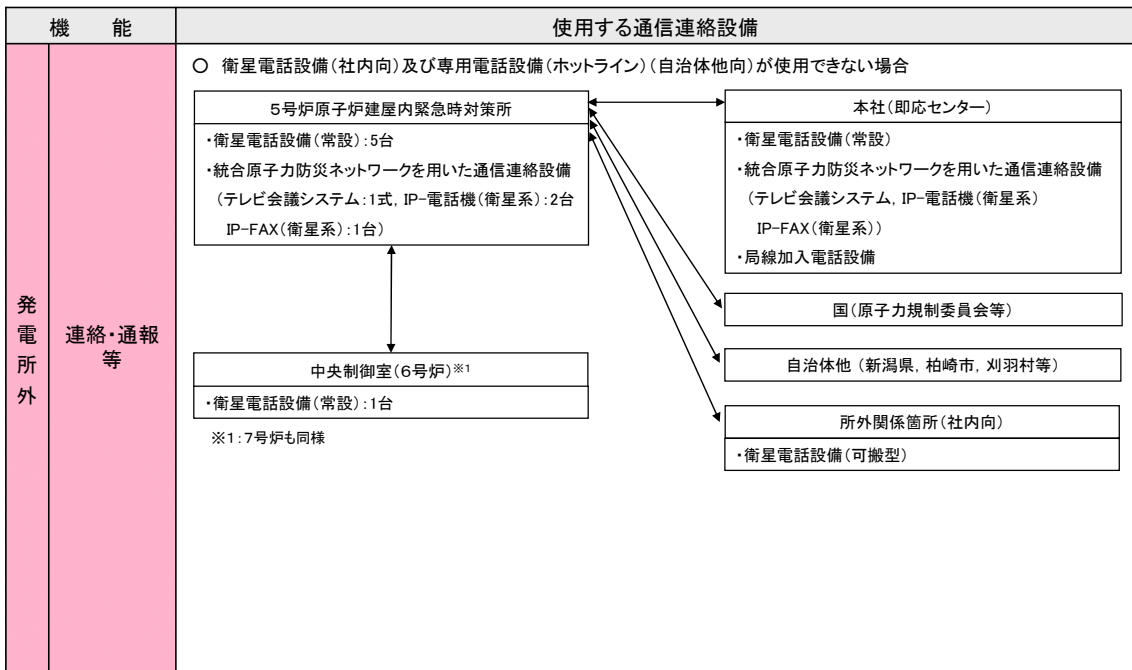 機 能
使用する通信連絡設備
発電所外
連絡・通報等
○ 衛星電話設備(社内向)及び専用電話設備(ホットライン)(自治体他向)が使用できない場合
5号炉原子炉建屋内緊急時対策所
・衛星電話設備(常設):5台
・統合原子力防災ネットワークを用いた通信連絡設備
(テレビ会議システム:1式, IP-電話機(衛星系):2台
IP-FAX(衛星系):1台)
中央制御室(6号炉)※1
・衛星電話設備(常設):1台
※1:7号炉も同様
本社(即応センター)
・衛星電話設備(常設)
・統合原子力防災ネットワークを用いた通信連絡設備
(テレビ会議システム, IP-電話機(衛星系)
IP-FAX(衛星系))
・局線加入電話設備
国(原子力規制委員会等)
自治体他 (新潟県, 柏崎市, 刈羽村等)
所外関係箇所(社内向)
・衛星電話設備(可搬型)